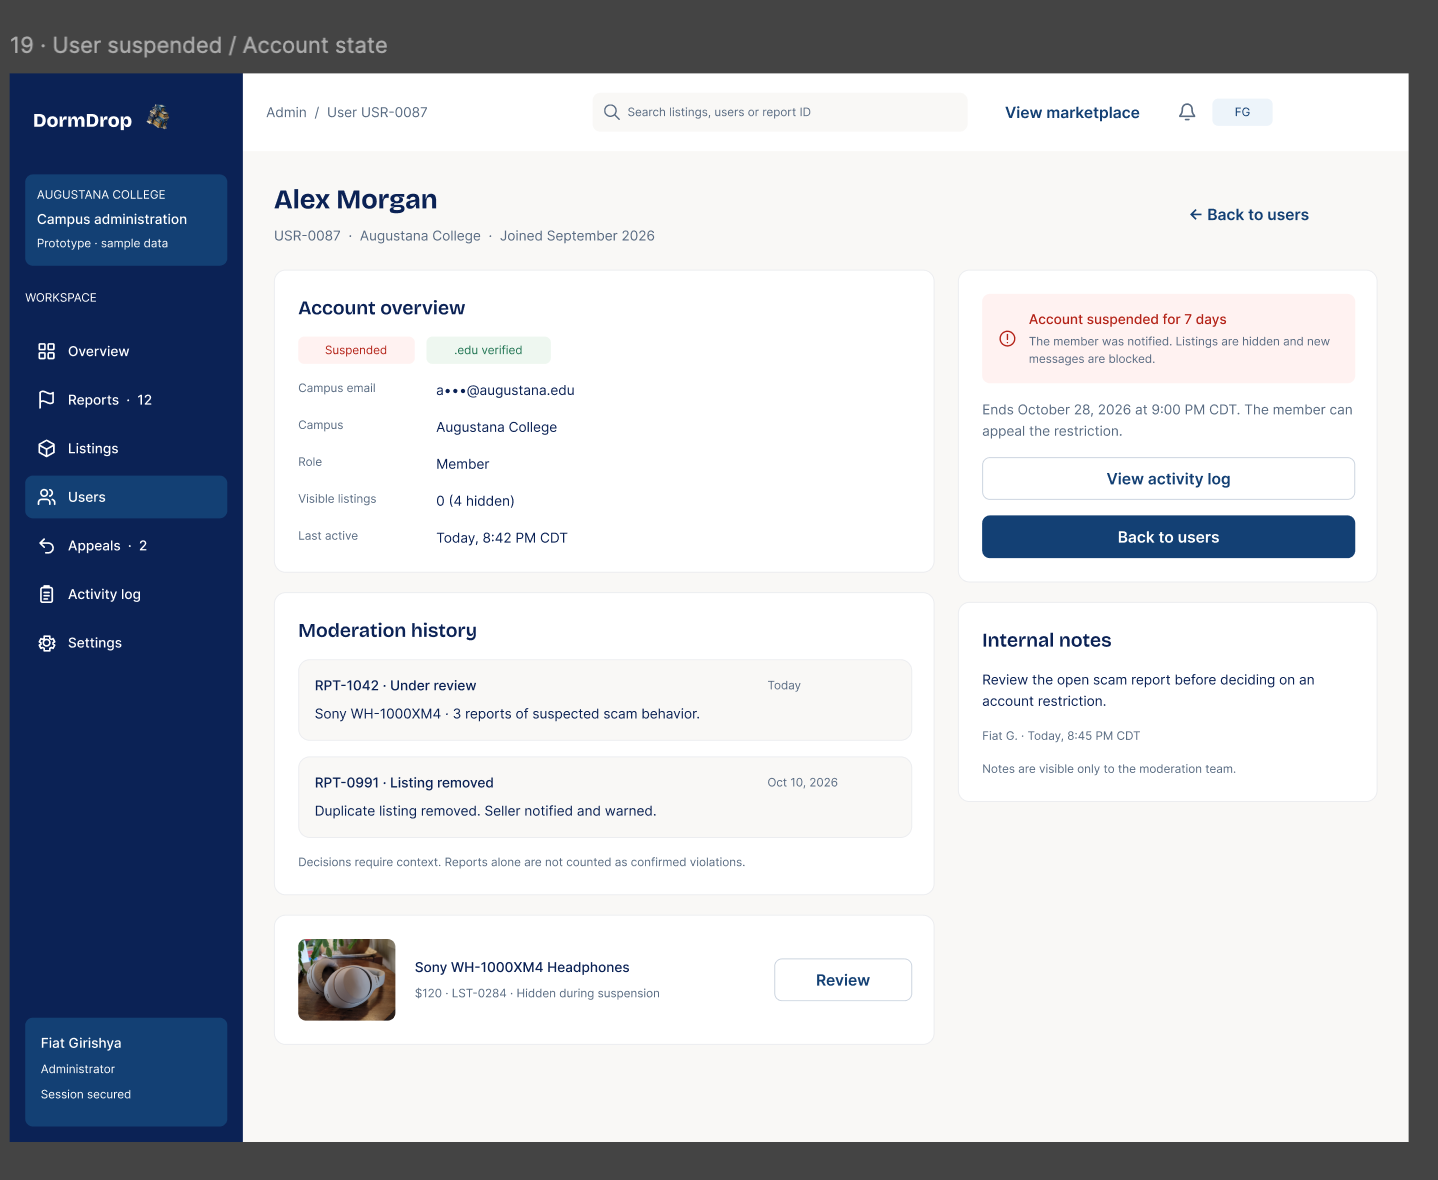 19 · User suspended / Account state
DormDrop
AUGUSTANA COLLEGE
Campus administration
Prototype · sample data
WORKSPACE
Overview
Reports · 12
Listings
Users
Appeals · 2
Activity log
Settings
Fiat Girishya
Administrator
Session secured
Admin / User USR-0087
Search listings, users or report ID
View marketplace
FG
Alex Morgan
USR-0087 · Augustana College · Joined September 2026
← Back to users
Account overview
Suspended
.edu verified
Campus email a•••@augustana.edu
Campus Augustana College
Role Member
Visible listings 0 (4 hidden)
Last active Today, 8:42 PM CDT
Moderation history
RPT-1042 · Under review Today
Sony WH-1000XM4 · 3 reports of suspected scam behavior.
RPT-0991 · Listing removed Oct 10, 2026
Duplicate listing removed. Seller notified and warned.
Decisions require context. Reports alone are not counted as confirmed violations.
Sony WH-1000XM4 Headphones
$120 · LST-0284 · Hidden during suspension
Review
Account suspended for 7 days
The member was notified. Listings are hidden and new
messages are blocked.
Ends October 28, 2026 at 9:00 PM CDT. The member can
appeal the restriction.
View activity log
Back to users
Internal notes
Review the open scam report before deciding on an
account restriction.
Fiat G. · Today, 8:45 PM CDT
Notes are visible only to the moderation team.